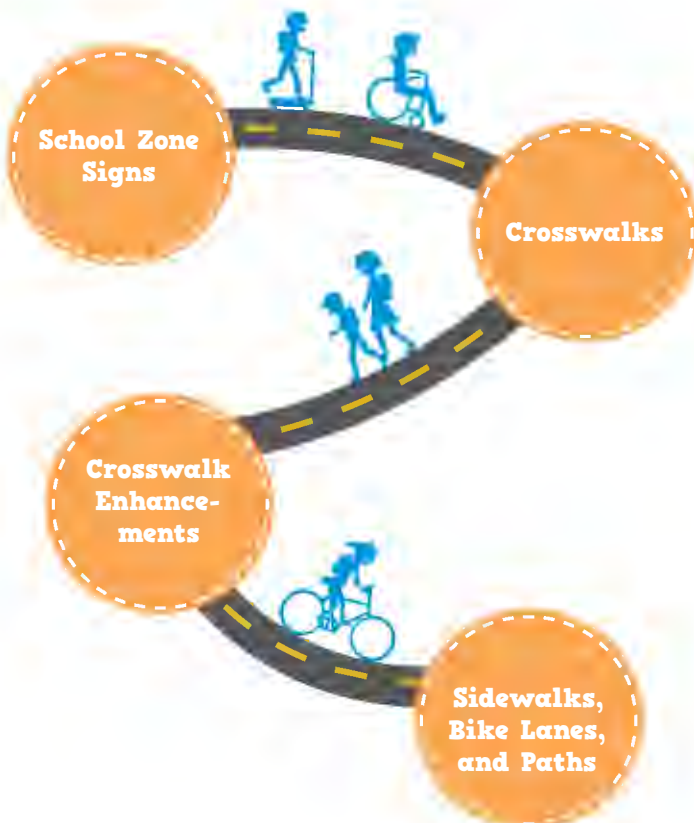 School Zone
Signs
Crosswalks
Crosswalk
Enhance-
ments
Sidewalks,
Bike Lanes,
and Paths